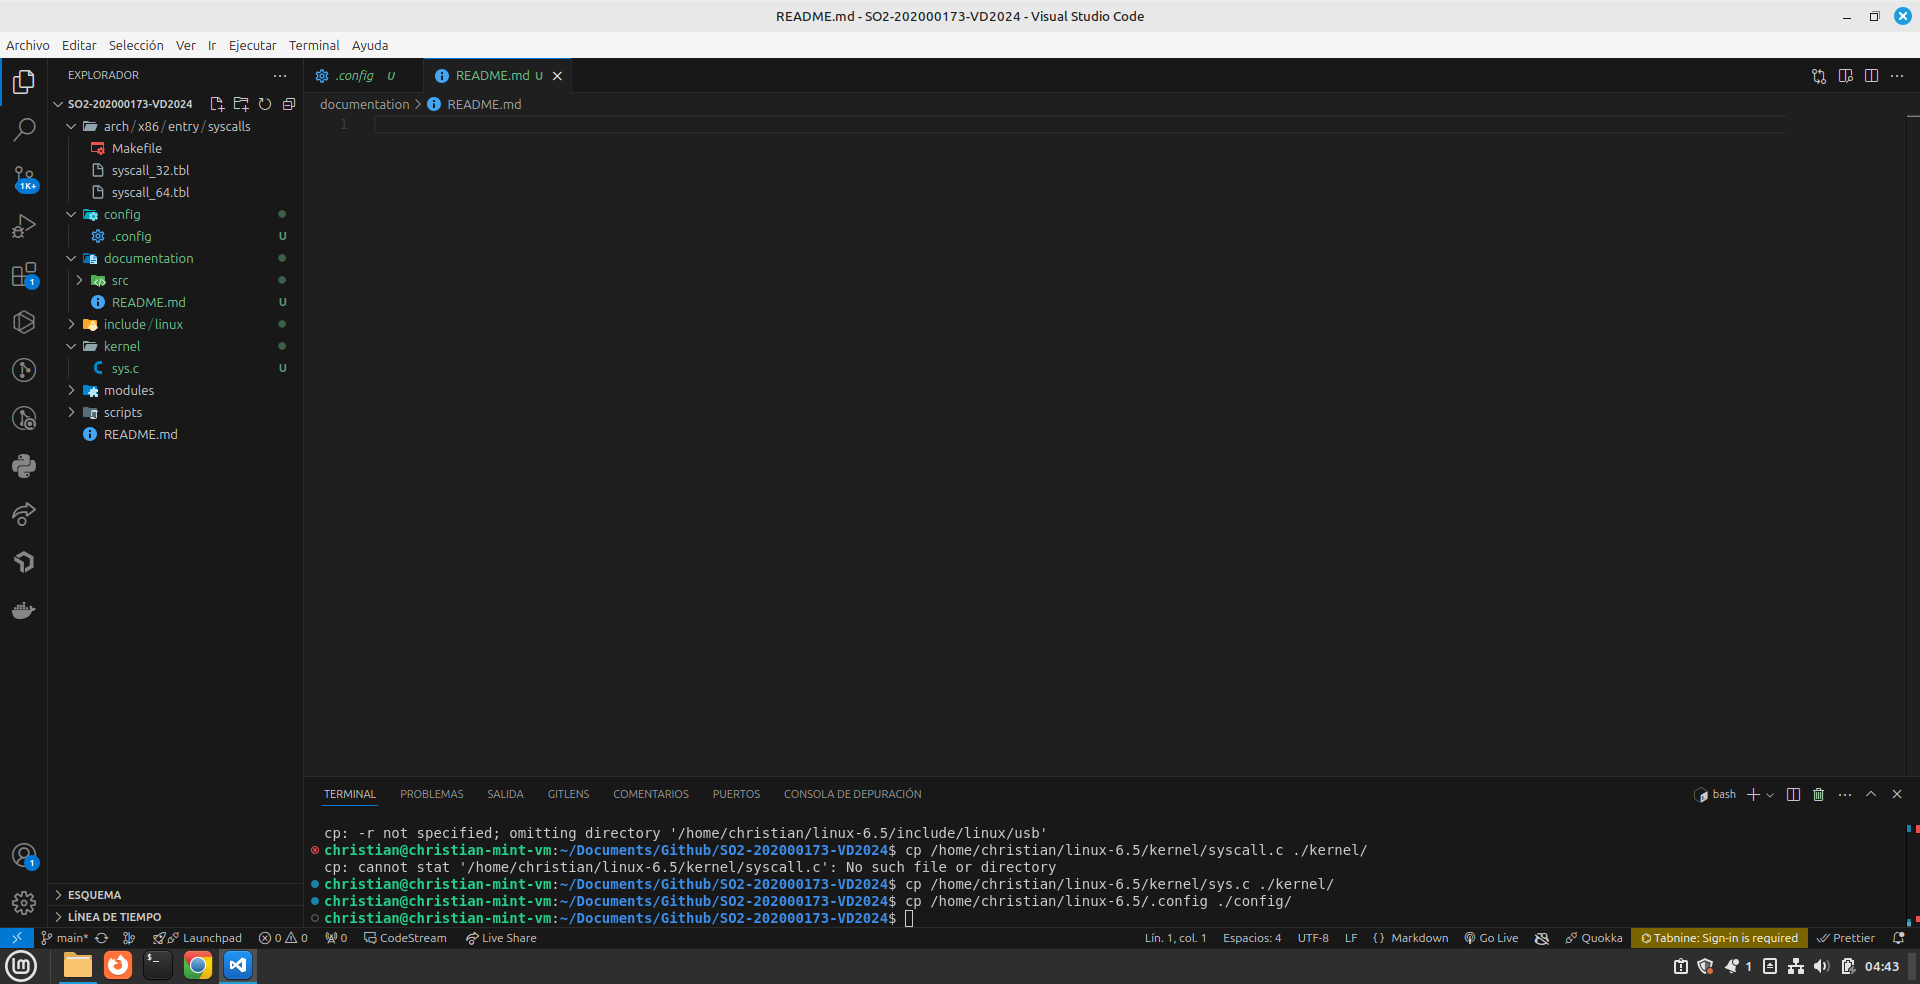 README.md - SO2-202000173-VD2024 - Visual Studio Code
Archivo Editar Selección Ver Ir Ejecutar Terminal Ayuda
EXPLORADOR
SO2-202000173-VD2024
arch/x86/entry/syscalls
Makefile
syscall_32.tbl
syscall_64.tbl
config
.config U
documentation
src
README.md U
include/linux
kernel
sys.c U
modules
scripts
README.md
ESQUEMA
LÍNEA DE TIEMPO
1K+
1
1
.config U
README.md U
documentation > README.md
1
TERMINAL PROBLEMAS SALIDA GITLENS COMENTARIOS PUERTOS CONSOLA DE DEPURACIÓN
bash
cp: -r not specified; omitting directory '/home/christian/linux-6.5/include/linux/usb'
christian@christian-mint-vm:~/Documents/Github/SO2-202000173-VD2024$ cp /home/christian/linux-6.5/kernel/syscall.c ./kernel/
cp: cannot stat '/home/christian/linux-6.5/kernel/syscall.c': No such file or directory
christian@christian-mint-vm:~/Documents/Github/SO2-202000173-VD2024$ cp /home/christian/linux-6.5/kernel/sys.c ./kernel/
christian@christian-mint-vm:~/Documents/Github/SO2-202000173-VD2024$ cp /home/christian/linux-6.5/.config ./config/
christian@christian-mint-vm:~/Documents/Github/SO2-202000173-VD2024$
main* Launchpad 0 0 0 CodeStream Live Share
Lín. 1, col. 1 Espacios: 4 UTF-8 LF {} Markdown Go Live Quokka Tabnine: Sign-in is required Prettier
1 04:43